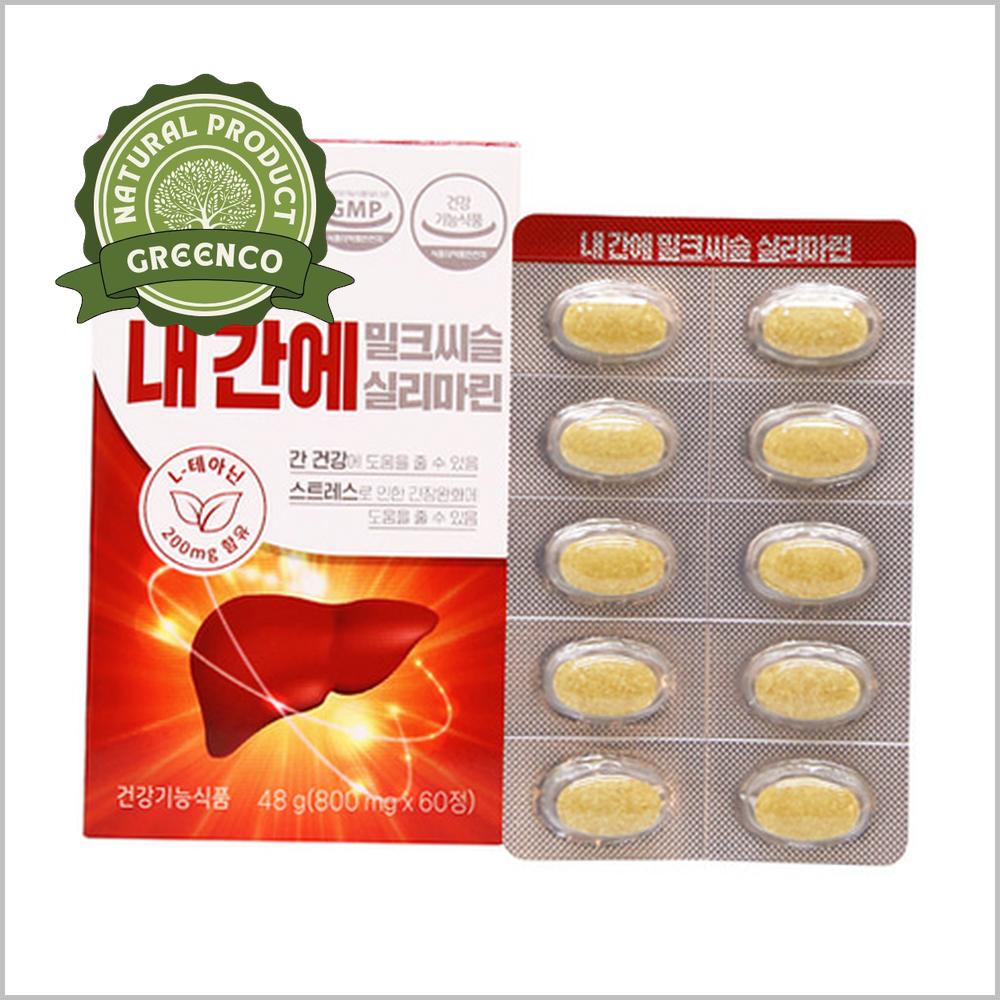 NATURAL PRODUCT
GREENCO
GMP
건강
기능식품
내 간에 밀크씨슬 실리마린
내 간에
밀크씨슬
실리마린
L-테아닌
200mg 함유
간 건강에 도움을 줄 수 있음
스트레스로 인한 긴장완화에
도움을 줄 수 있음
건강기능식품 48 g(800 mg x 60정)